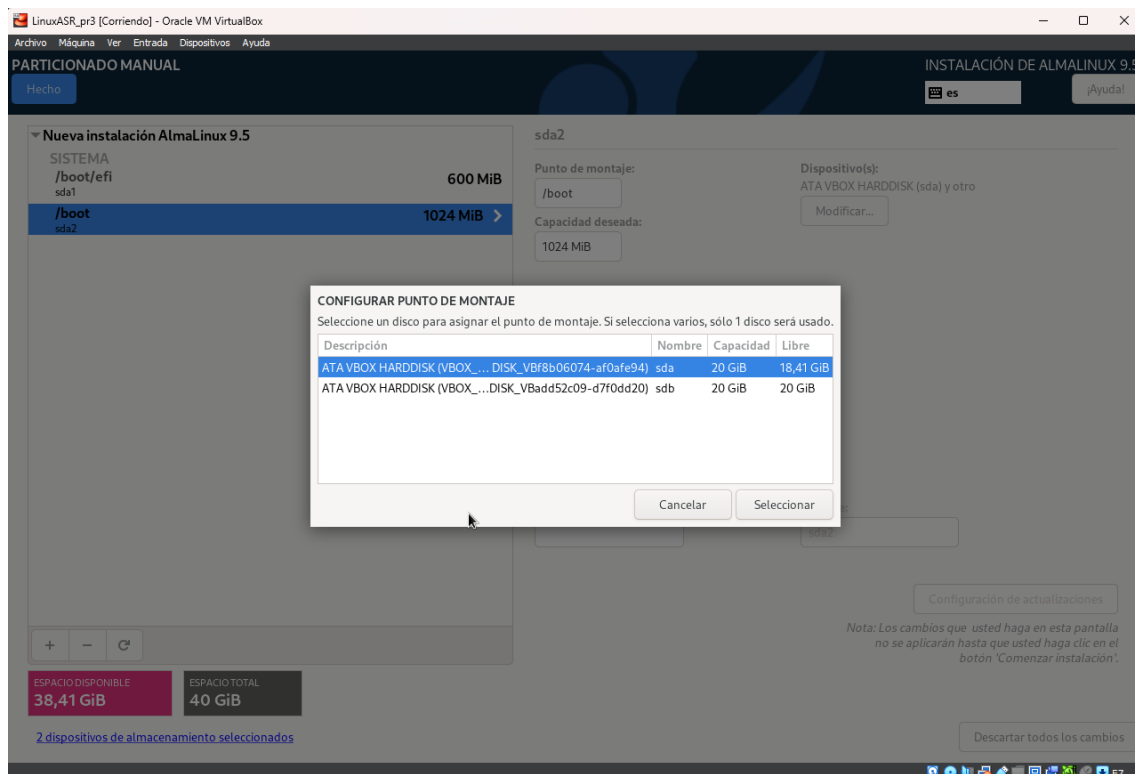 LinuxASR_pr3 [Corriendo] - Oracle VM VirtualBox
Archivo Máquina Ver Entrada Dispositivos Ayuda
PARTICIONADO MANUAL
INSTALACIÓN DE ALMALINUX 9.5
Hecho
es
¡Ayuda!
Nueva instalación AlmaLinux 9.5
SISTEMA
/boot/efi
600 MiB
sda1
/boot
1024 MiB
sda2
sda2
Punto de montaje:
/boot
Capacidad deseada:
1024 MiB
Dispositivo(s):
ATA VBOX HARDDISK (sda) y otro
Modificar...
CONFIGURAR PUNTO DE MONTAJE
Seleccione un disco para asignar el punto de montaje. Si selecciona varios, sólo 1 disco será usado.
Descripción Nombre Capacidad Libre
ATA VBOX HARDDISK (VBOX_... DISK_VBf8b06074-af0afe94) sda 20 GiB 18,41 GiB
ATA VBOX HARDDISK (VBOX_...DISK_VBadd52c09-d7f0dd20) sdb 20 GiB 20 GiB
Cancelar
Seleccionar
sda2
Configuración de actualizaciones
Nota: Los cambios que usted haga en esta pantalla
no se aplicarán hasta que usted haga clic en el
botón 'Comenzar instalación'.
+ −
ESPACIO DISPONIBLE
38,41 GiB
ESPACIO TOTAL
40 GiB
2 dispositivos de almacenamiento seleccionados
Descartar todos los cambios